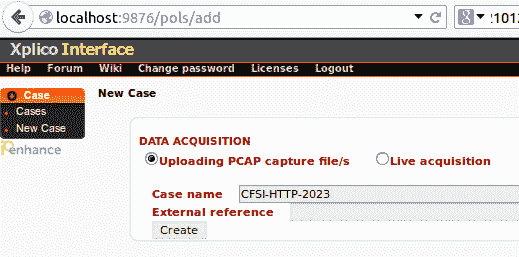 localhost:9876/pols/add
:1012
Xplico Interface
Help Forum Wiki Change password Licenses Logout
Case
Cases
New Case
enhance
New Case
DATA ACQUISITION
Uploading PCAP capture file/s Live acquisition
Case name CFSI-HTTP-2023
External reference
Create